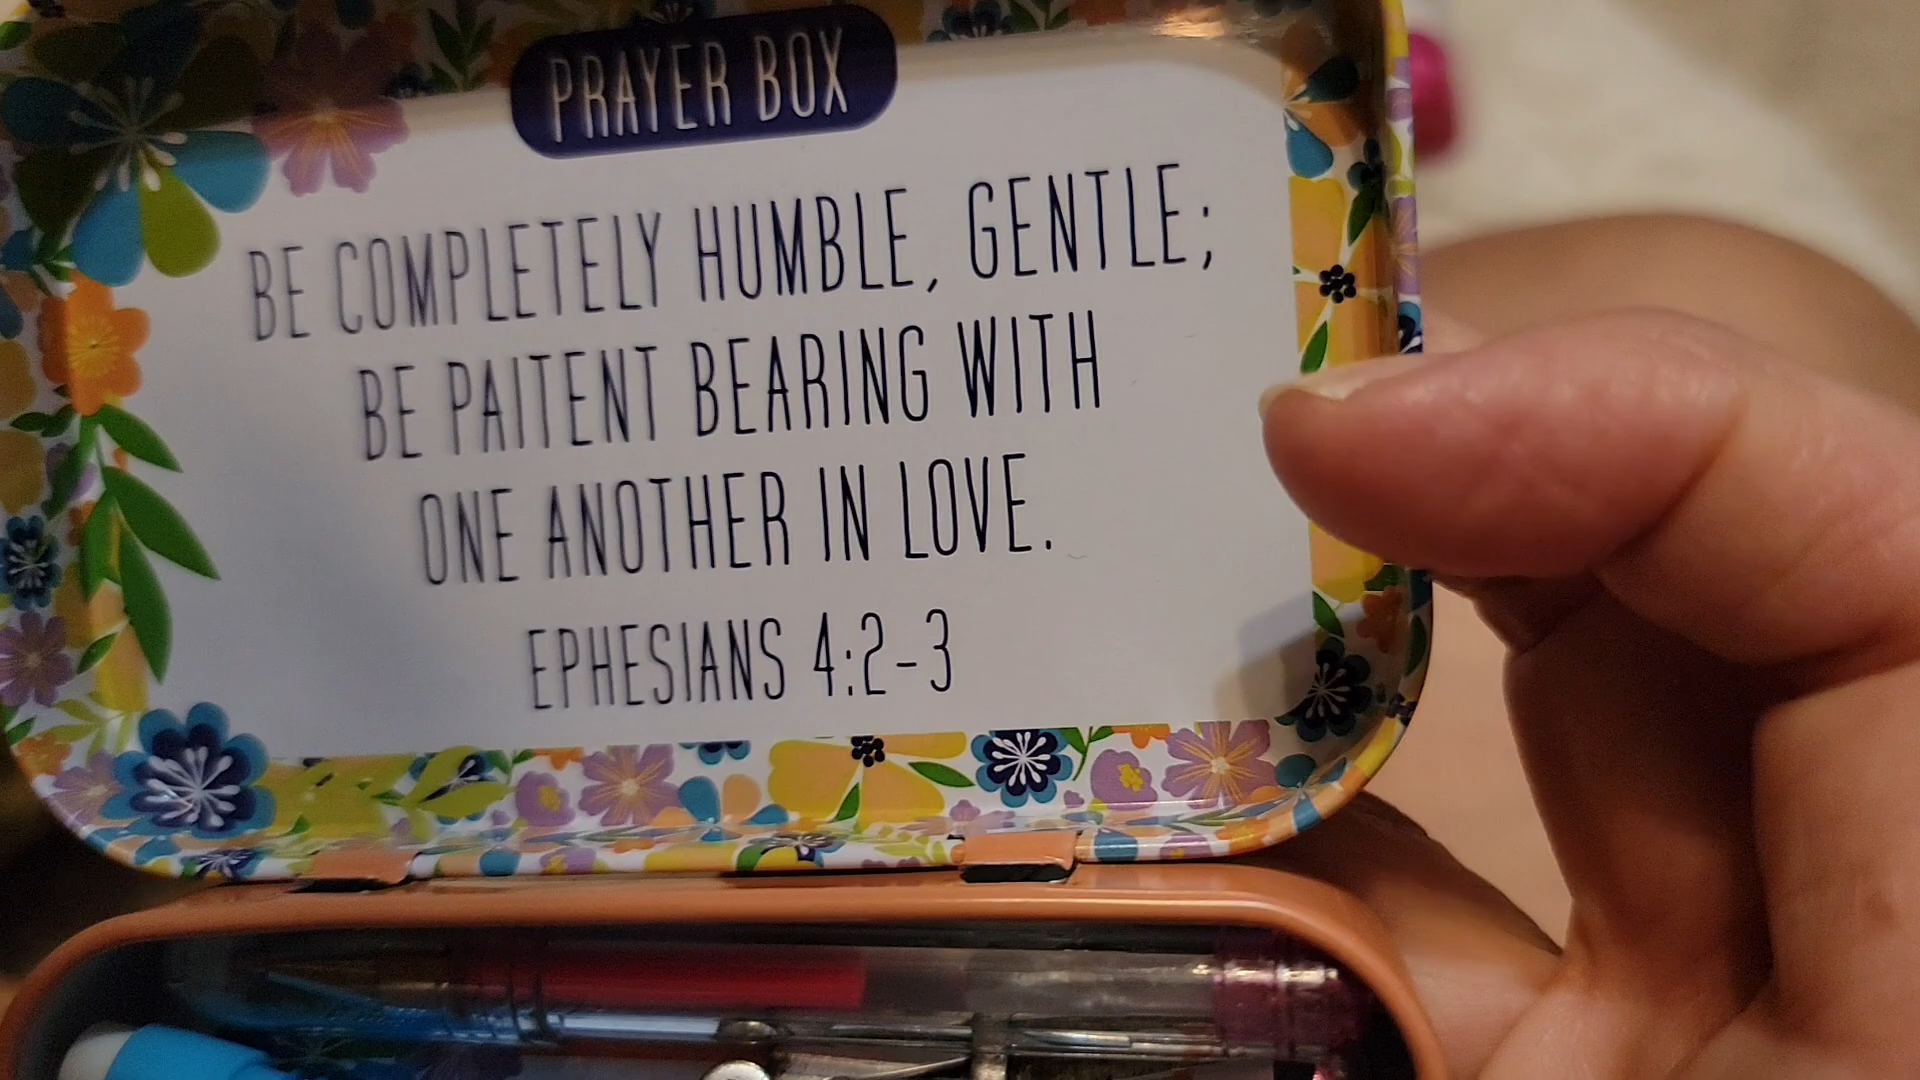 PRAYER BOX
BE COMPLETELY HUMBLE, GENTLE;
BE PAITENT BEARING WITH
ONE ANOTHER IN LOVE.
EPHESIANS 4:2-3